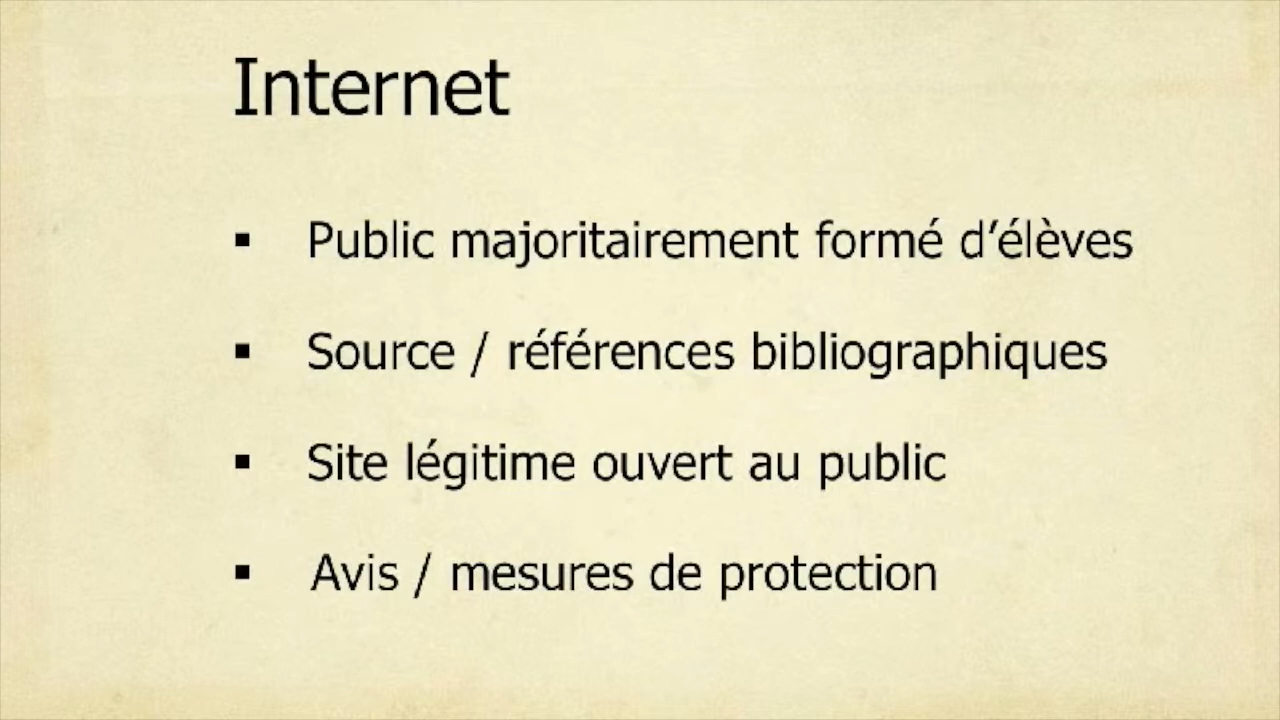 Internet
▪ Public majoritairement formé d’élèves
▪ Source / références bibliographiques
▪ Site légitime ouvert au public
▪ Avis / mesures de protection